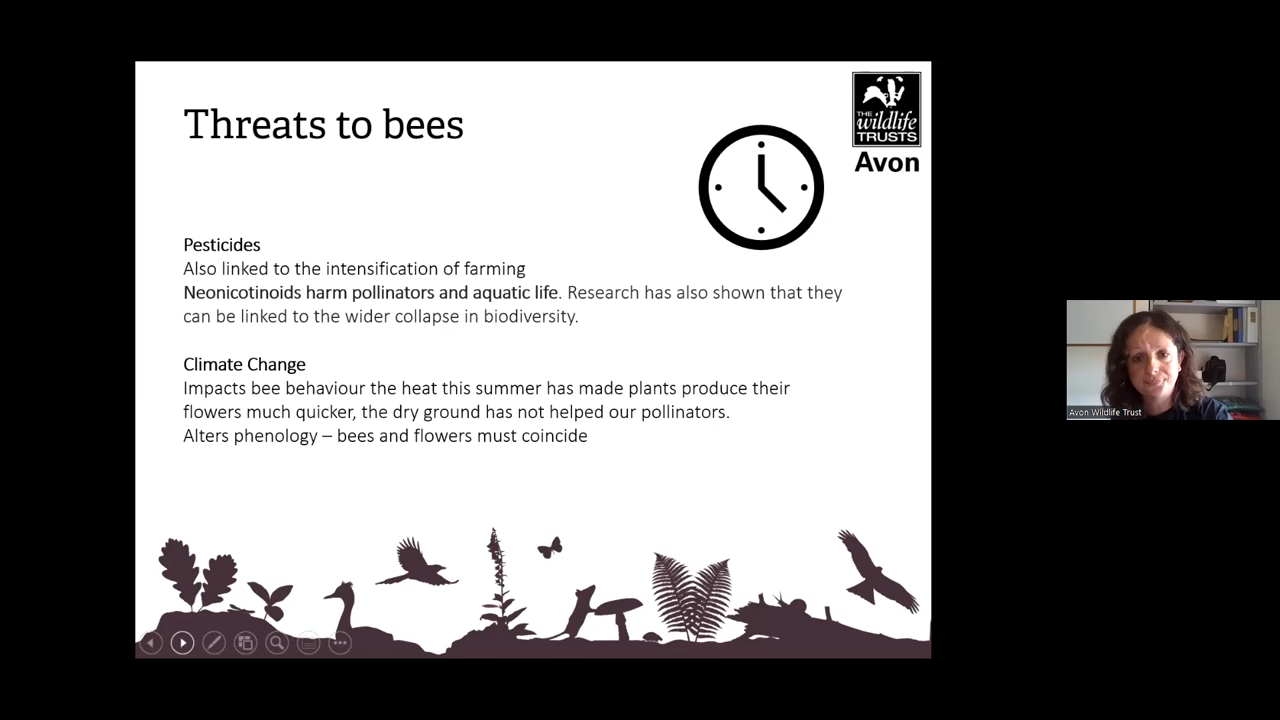 Threats to bees
THE
wildlife
TRUSTS
Avon
Pesticides
Also linked to the intensification of farming
Neonicotinoids harm pollinators and aquatic life. Research has also shown that they
can be linked to the wider collapse in biodiversity.
Climate Change
Impacts bee behaviour the heat this summer has made plants produce their
flowers much quicker, the dry ground has not helped our pollinators.
Alters phenology – bees and flowers must coincide
Avon Wildlife Trust